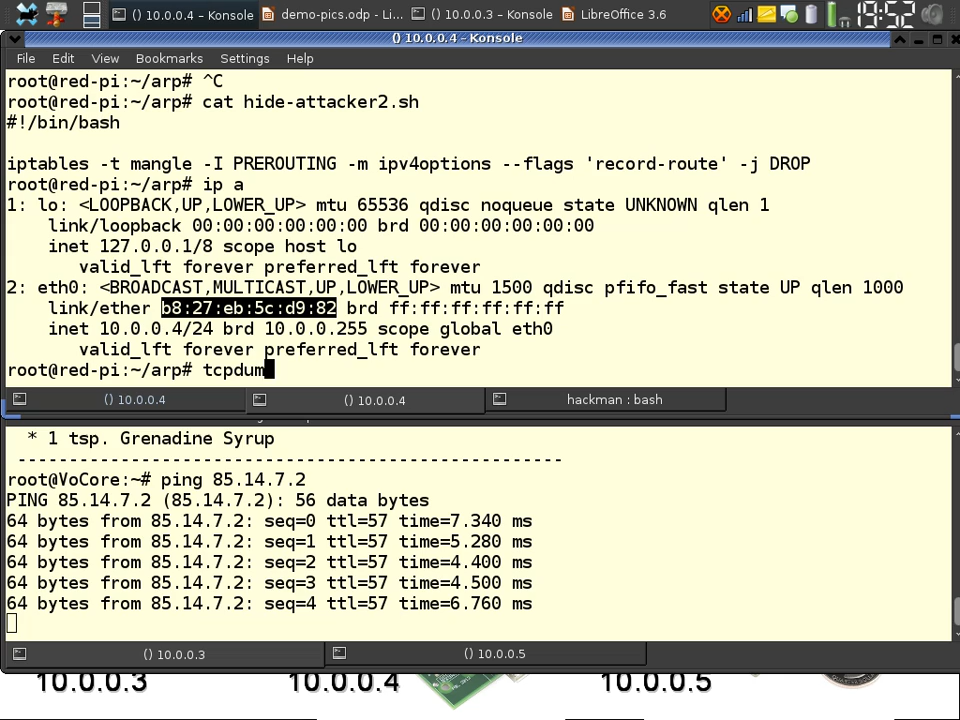 () 10.0.0.4 – Konsole
demo-pics.odp - Li...
() 10.0.0.3 – Konsole
LibreOffice 3.6
19:52
() 10.0.0.4 – Konsole
File Edit View Bookmarks Settings Help
root@red-pi:~/arp# ^C
root@red-pi:~/arp# cat hide-attacker2.sh
#!/bin/bash
iptables -t mangle -I PREROUTING -m ipv4options --flags 'record-route' -j DROP
root@red-pi:~/arp# ip a
1: lo: <LOOPBACK,UP,LOWER_UP> mtu 65536 qdisc noqueue state UNKNOWN qlen 1
link/loopback 00:00:00:00:00:00 brd 00:00:00:00:00:00
inet 127.0.0.1/8 scope host lo
valid_lft forever preferred_lft forever
2: eth0: <BROADCAST,MULTICAST,UP,LOWER_UP> mtu 1500 qdisc pfifo_fast state UP qlen 1000
link/ether b8:27:eb:5c:d9:82 brd ff:ff:ff:ff:ff:ff
inet 10.0.0.4/24 brd 10.0.0.255 scope global eth0
valid_lft forever preferred_lft forever
root@red-pi:~/arp# tcpdum
() 10.0.0.4
() 10.0.0.4
hackman : bash
* 1 tsp. Grenadine Syrup
-----------------------------------------------------
root@VoCore:~# ping 85.14.7.2
PING 85.14.7.2 (85.14.7.2): 56 data bytes
64 bytes from 85.14.7.2: seq=0 ttl=57 time=7.340 ms
64 bytes from 85.14.7.2: seq=1 ttl=57 time=5.280 ms
64 bytes from 85.14.7.2: seq=2 ttl=57 time=4.400 ms
64 bytes from 85.14.7.2: seq=3 ttl=57 time=4.500 ms
64 bytes from 85.14.7.2: seq=4 ttl=57 time=6.760 ms
() 10.0.0.3
() 10.0.0.5
10.0.0.3
10.0.0.4
10.0.0.5